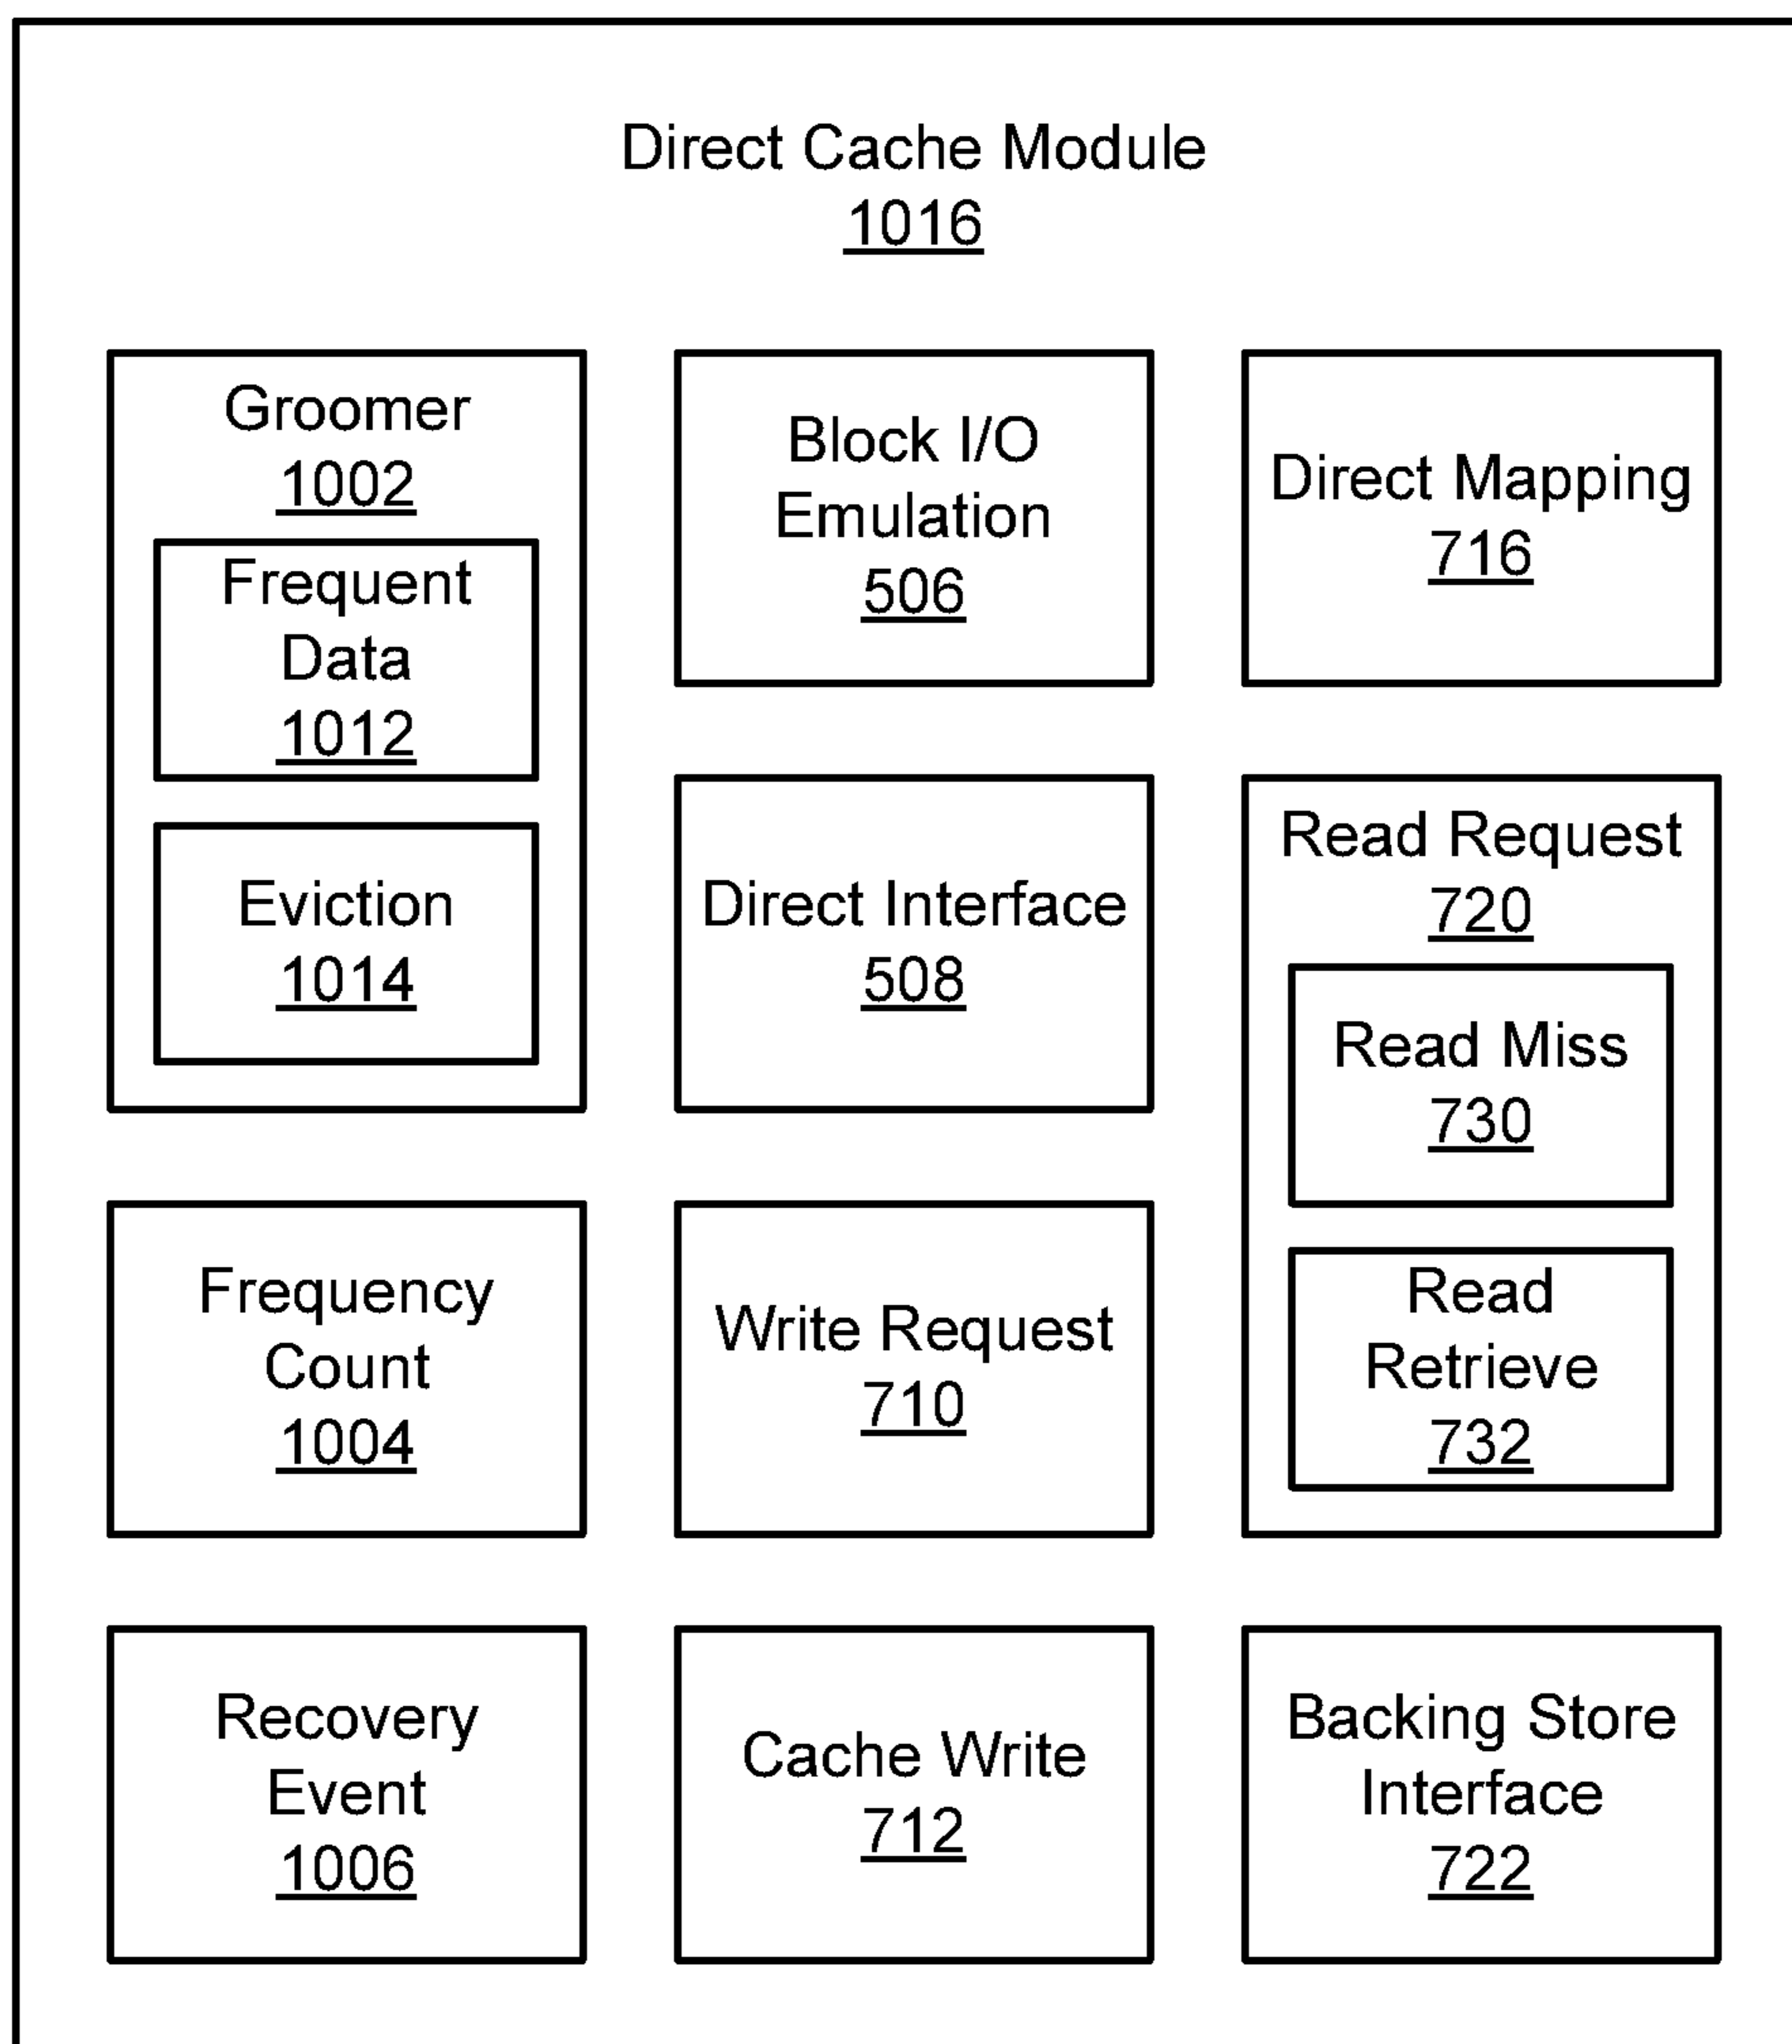 Direct Cache Module
1016
Groomer
1002
Frequent
Data
1012
Eviction
1014
Frequency
Count
1004
Recovery
Event
1006
Block I/O
Emulation
506
Direct Interface
508
Write Request
710
Cache Write
712
Direct Mapping
716
Read Request
720
Read Miss
730
Read
Retrieve
732
Backing Store
Interface
722